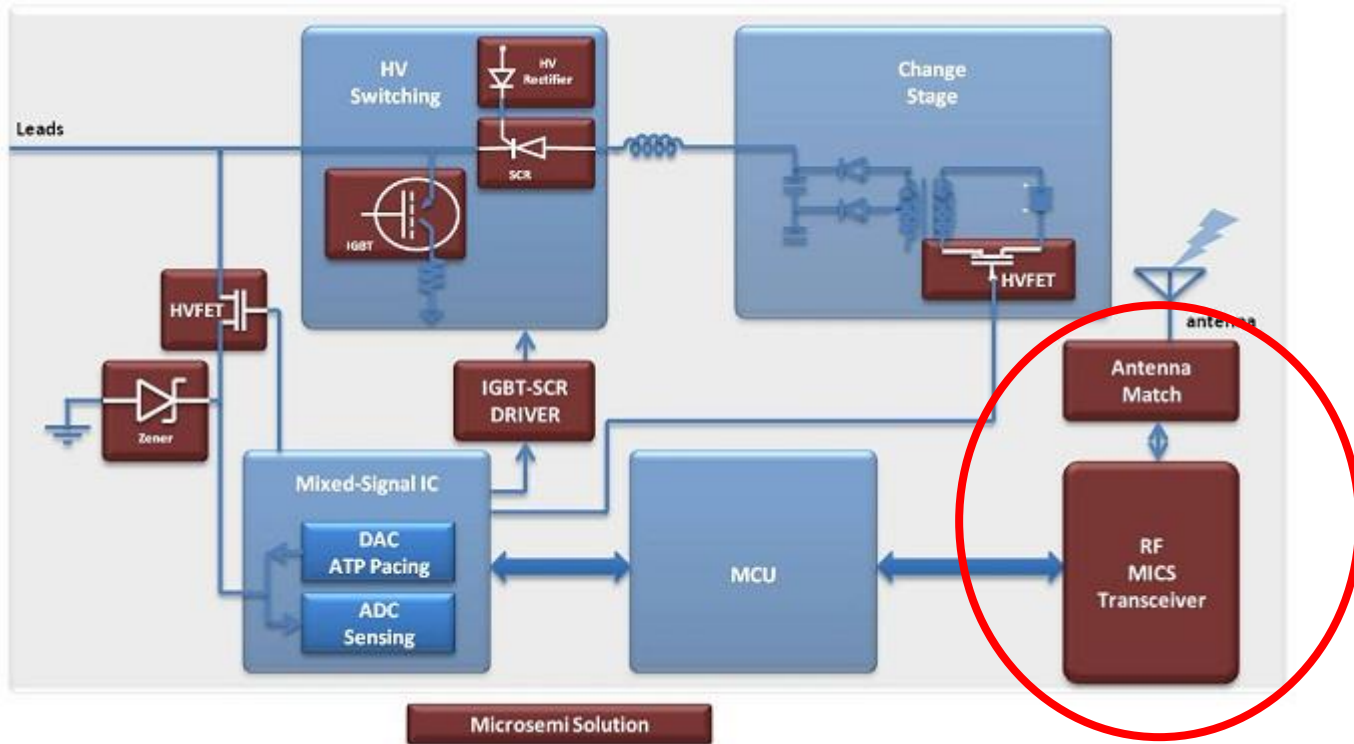 HV
Switching
HV
Rectifier
SCR
IGBT
Change
Stage
HVFET
Leads
antenna
HVFET
Zener
IGBT-SCR
DRIVER
Antenna
Match
Mixed-Signal IC
DAC
ATP Pacing
ADC
Sensing
MCU
RF
MICS
Transceiver
Microsemi Solution